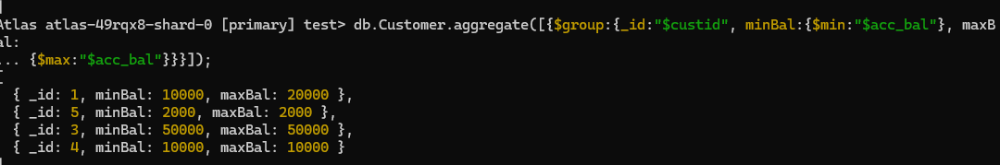 Atlas atlas-49rqx8-shard-0 [primary] test> db.Customer.aggregate([{$group:{_id:"$custid", minBal:{$min:"$acc_bal"}, maxB
al:
... {$max:"$acc_bal"}}}]);
[
  { _id: 1, minBal: 10000, maxBal: 20000 },
  { _id: 5, minBal: 2000, maxBal: 2000 },
  { _id: 3, minBal: 50000, maxBal: 50000 },
  { _id: 4, minBal: 10000, maxBal: 10000 }